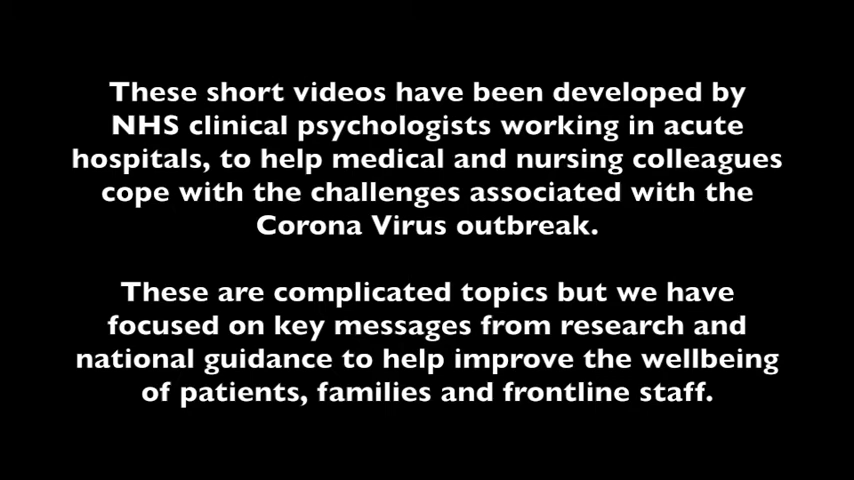 These short videos have been developed by
NHS clinical psychologists working in acute
hospitals, to help medical and nursing colleagues
cope with the challenges associated with the
Corona Virus outbreak.
These are complicated topics but we have
focused on key messages from research and
national guidance to help improve the wellbeing
of patients, families and frontline staff.